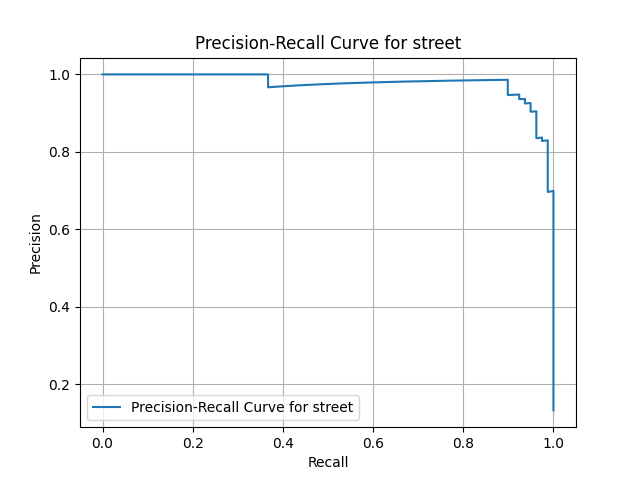 Precision-Recall Curve for street
Precision
1.0
0.8
0.6
0.4
0.2
Precision-Recall Curve for street
0.0 0.2 0.4 0.6 0.8 1.0
Recall